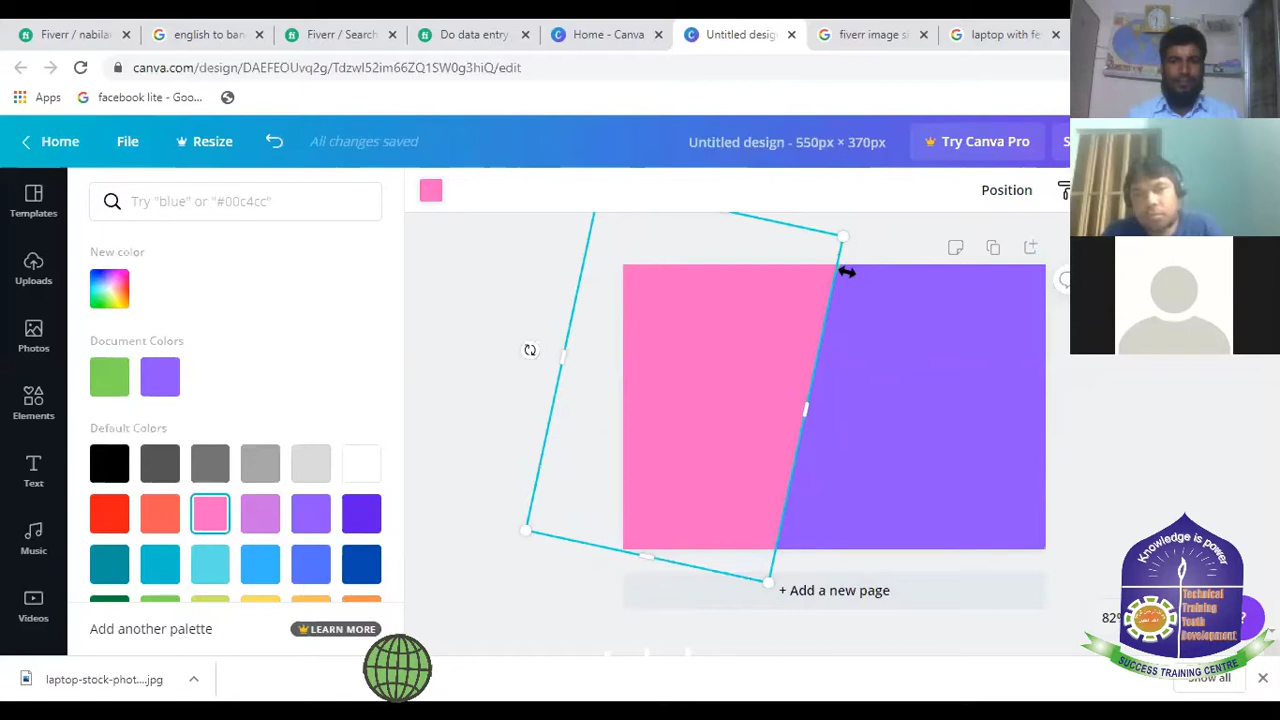 Fiverr / nabila
english to ban
Fiverr / Search
Do data entry
Home - Canva
Untitled desig
fiverr image si
laptop with fe
canva.com/design/DAEFEOUvq2g/Tdzwl52im66ZQ1SW0g3hiQ/edit
Apps
facebook lite - Goo...
Home
File
Resize
All changes saved
Untitled design - 550px × 370px
Try Canva Pro
S
Templates
Uploads
Photos
Elements
Text
Music
Videos
Try "blue" or "#00c4cc"
Position
New color
Document Colors
Default Colors
Add another palette
LEARN MORE
+ Add a new page
82%
?
Knowledge is power
Technical
Training
Youth
Development
SUCCESS TRAINING CENTRE
laptop-stock-phot....jpg
Show all